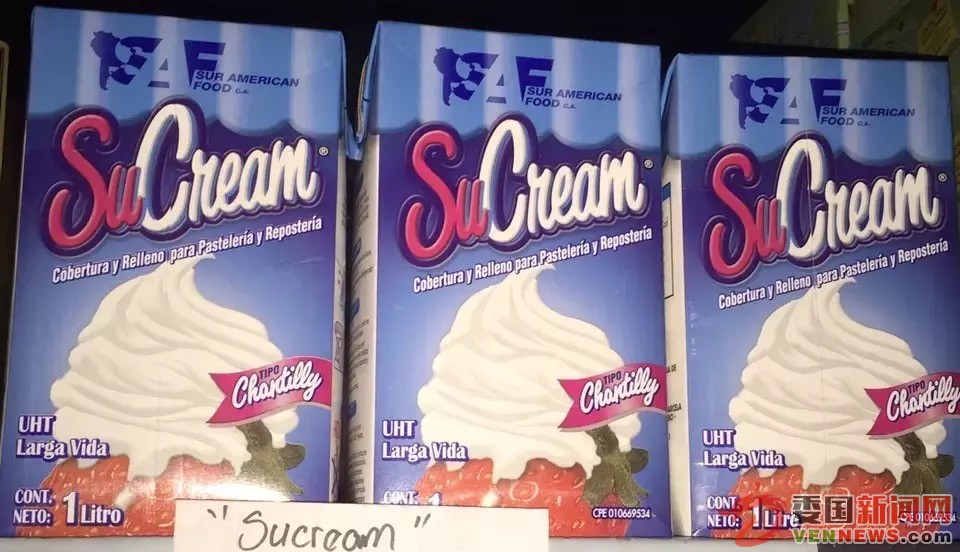 SAF
SUR AMERICAN
FOOD C.A.
SuCream®
Cobertura y Relleno para Pastelería y Repostería
TIPO
Chantilly
UHT
Larga Vida
CONT.
NETO: 1 Litro
SAF
SUR AMERICAN
FOOD C.A.
SuCream®
Cobertura y Relleno para Pastelería y Repostería
TIPO
Chantilly
UHT
Larga Vida
CONT.
CPE 010669534
SAF
SUR AMERICAN
FOOD C.A.
SuCream®
Cobertura y Relleno para Pastelería y Repostería
TIPO
Chantilly
UHT
Larga Vida
CONT.
NETO: 1 Litro
CPE 010669534
"Sucream"
委国新闻网
VENNEWS.com